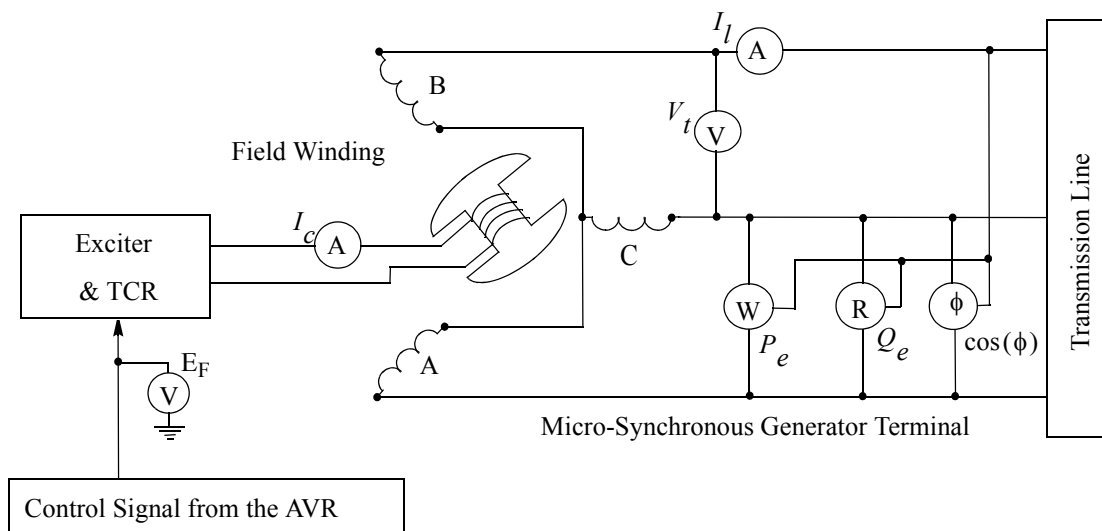 I_l
A
B
V_t
V
Field Winding
Exciter
& TCR
I_c
A
C
W
R
ϕ
P_e
Q_e
cos(ϕ)
A
E_F
V
Transmission Line
Micro-Synchronous Generator Terminal
Control Signal from the AVR